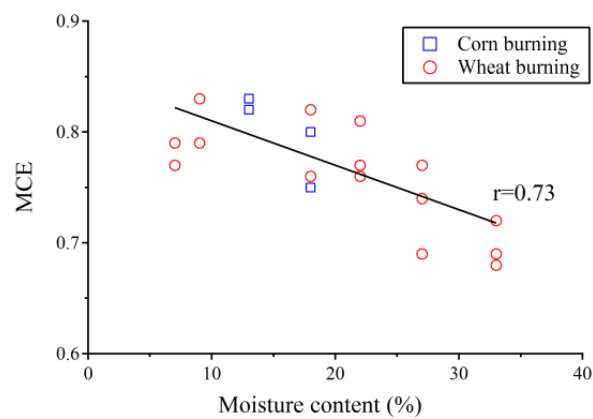 0.9
Corn burning
Wheat burning
0.8
MCE
r=0.73
0.7
0.6
0
10
20
30
40
Moisture content (%)